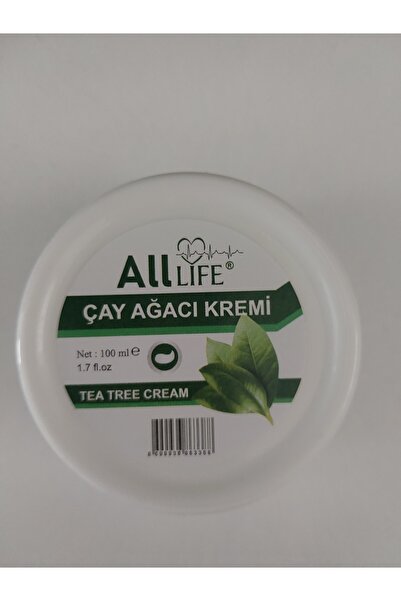 All LIFE®
ÇAY AĞACI KREMİ
Net : 100 ml ℮
1.7 fl.oz
TEA TREE CREAM